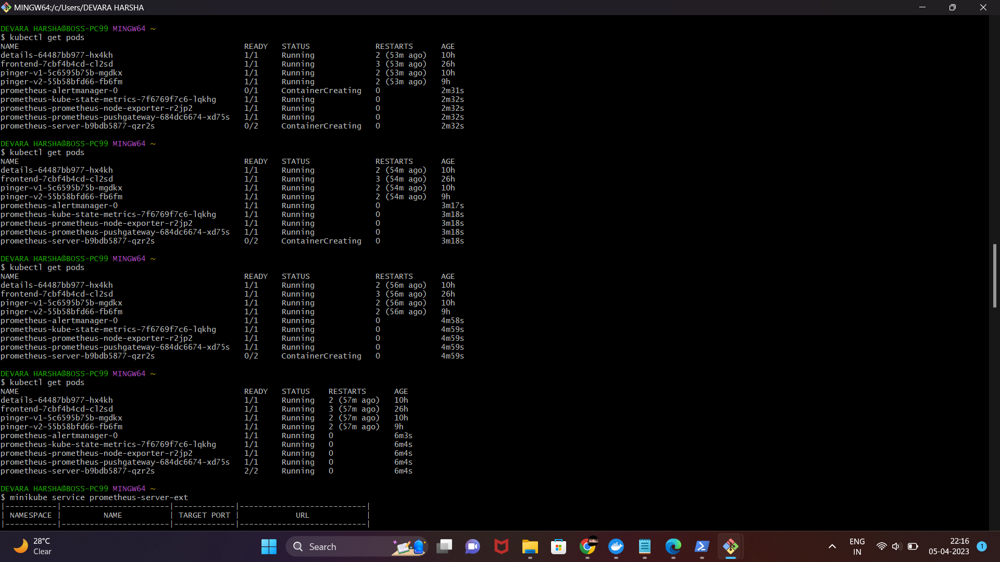 MINGW64:/c/Users/DEVARA HARSHA
DEVARA HARSHA@BOSS-PC99 MINGW64 ~
$ kubectl get pods
NAME READY STATUS RESTARTS AGE
details-64487bb977-hx4kh 1/1 Running 2 (53m ago) 10h
frontend-7cbf4b4cd-cl2sd 1/1 Running 3 (53m ago) 26h
pinger-v1-5c6595b75b-mgdkx 1/1 Running 2 (53m ago) 10h
pinger-v2-55b58bfd66-fb6fm 1/1 Running 2 (53m ago) 9h
prometheus-alertmanager-0 0/1 ContainerCreating 0 2m31s
prometheus-kube-state-metrics-7f6769f7c6-lqkhg 1/1 Running 0 2m32s
prometheus-prometheus-node-exporter-r2jp2 1/1 Running 0 2m32s
prometheus-prometheus-pushgateway-684dc6674-xd75s 1/1 Running 0 2m32s
prometheus-server-b9bdb5877-qzr2s 0/2 ContainerCreating 0 2m32s
DEVARA HARSHA@BOSS-PC99 MINGW64 ~
$ kubectl get pods
NAME READY STATUS RESTARTS AGE
details-64487bb977-hx4kh 1/1 Running 2 (54m ago) 10h
frontend-7cbf4b4cd-cl2sd 1/1 Running 3 (54m ago) 26h
pinger-v1-5c6595b75b-mgdkx 1/1 Running 2 (54m ago) 10h
pinger-v2-55b58bfd66-fb6fm 1/1 Running 2 (54m ago) 9h
prometheus-alertmanager-0 1/1 Running 0 3m17s
prometheus-kube-state-metrics-7f6769f7c6-lqkhg 1/1 Running 0 3m18s
prometheus-prometheus-node-exporter-r2jp2 1/1 Running 0 3m18s
prometheus-prometheus-pushgateway-684dc6674-xd75s 1/1 Running 0 3m18s
prometheus-server-b9bdb5877-qzr2s 0/2 ContainerCreating 0 3m18s
DEVARA HARSHA@BOSS-PC99 MINGW64 ~
$ kubectl get pods
NAME READY STATUS RESTARTS AGE
details-64487bb977-hx4kh 1/1 Running 2 (56m ago) 10h
frontend-7cbf4b4cd-cl2sd 1/1 Running 3 (56m ago) 26h
pinger-v1-5c6595b75b-mgdkx 1/1 Running 2 (56m ago) 10h
pinger-v2-55b58bfd66-fb6fm 1/1 Running 2 (56m ago) 9h
prometheus-alertmanager-0 1/1 Running 0 4m58s
prometheus-kube-state-metrics-7f6769f7c6-lqkhg 1/1 Running 0 4m59s
prometheus-prometheus-node-exporter-r2jp2 1/1 Running 0 4m59s
prometheus-prometheus-pushgateway-684dc6674-xd75s 1/1 Running 0 4m59s
prometheus-server-b9bdb5877-qzr2s 0/2 ContainerCreating 0 4m59s
DEVARA HARSHA@BOSS-PC99 MINGW64 ~
$ kubectl get pods
NAME READY STATUS RESTARTS AGE
details-64487bb977-hx4kh 1/1 Running 2 (57m ago) 10h
frontend-7cbf4b4cd-cl2sd 1/1 Running 3 (57m ago) 26h
pinger-v1-5c6595b75b-mgdkx 1/1 Running 2 (57m ago) 10h
pinger-v2-55b58bfd66-fb6fm 1/1 Running 2 (57m ago) 9h
prometheus-alertmanager-0 1/1 Running 0 6m3s
prometheus-kube-state-metrics-7f6769f7c6-lqkhg 1/1 Running 0 6m4s
prometheus-prometheus-node-exporter-r2jp2 1/1 Running 0 6m4s
prometheus-prometheus-pushgateway-684dc6674-xd75s 1/1 Running 0 6m4s
prometheus-server-b9bdb5877-qzr2s 2/2 Running 0 6m4s
DEVARA HARSHA@BOSS-PC99 MINGW64 ~
$ minikube service prometheus-server-ext
|-----------|-----------------------|-------------|---------------------------|
| NAMESPACE | NAME | TARGET PORT | URL |
|-----------|-----------------------|-------------|---------------------------|
28°C
Clear
Search
ENG
IN
22:16
05-04-2023
1